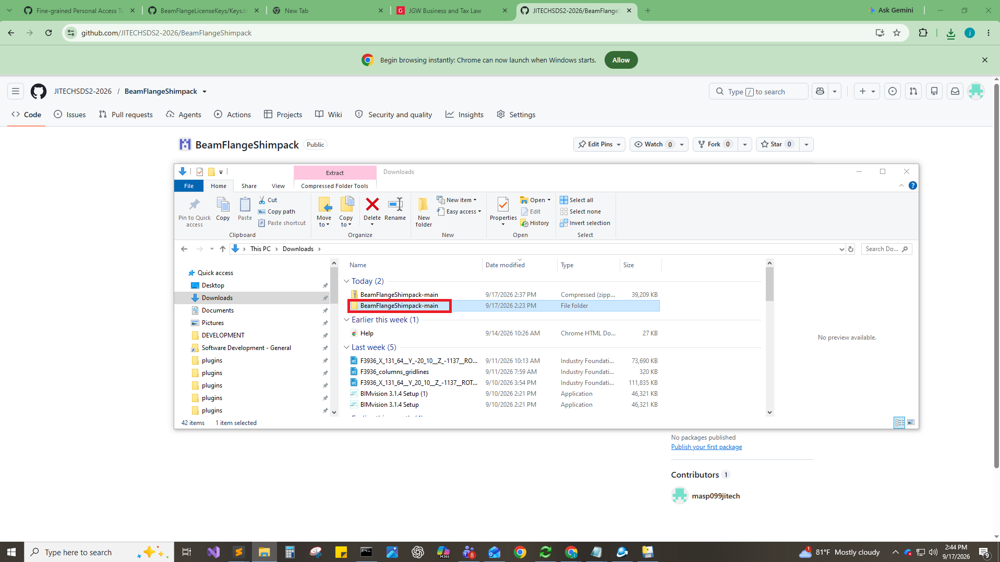 Fine-grained Personal Access To
BeamFlangeLicenseKeys/Keys.tx
New Tab
JGW Business and Tax Law
JITECHSDS2-2026/BeamFlangeS
Ask Gemini
github.com/JITECHSDS2-2026/BeamFlangeShimpack
j
Begin browsing instantly: Chrome can now launch when Windows starts.
Allow
JITECHSDS2-2026 / BeamFlangeShimpack
Type / to search
Code
Issues
Pull requests
Agents
Actions
Projects
Wiki
Security and quality
Insights
Settings
BeamFlangeShimpack
Public
Edit Pins
Watch 0
Fork 0
Star 0
Extract
Downloads
File
Home
Share
View
Compressed Folder Tools
Pin to Quick access
Copy
Paste
Cut
Copy path
Paste shortcut
Clipboard
Move to
Copy to
Delete
Rename
Organize
New folder
New item
Easy access
New
Properties
Open
Edit
History
Open
Select all
Select none
Invert selection
Select
This PC > Downloads >
Search Do...
Quick access
Desktop
Downloads
Documents
Pictures
DEVELOPMENT
Software Development - General
plugins
plugins
plugins
plugins
plugins
Name Date modified Type Size
Today (2)
BeamFlangeShimpack-main 9/17/2026 2:37 PM Compressed (zipp... 39,209 KB
BeamFlangeShimpack-main 9/17/2026 2:23 PM File folder
Earlier this week (1)
Help 9/14/2026 10:26 AM Chrome HTML Do... 27 KB
Last week (5)
F3936_X_131_64__Y_-20_10__Z_-1137__RO... 9/11/2026 10:13 AM Industry Foundati... 73,690 KB
F3936_columns_gridlines 9/11/2026 7:59 AM Industry Foundati... 320 KB
F3936_X_131_64__Y_20_10__Z_-1137__ROT... 9/10/2026 3:54 PM Industry Foundati... 111,835 KB
BIMvision 3.1.4 Setup (1) 9/10/2026 2:21 PM Application 46,321 KB
BIMvision 3.1.4 Setup 9/10/2026 2:21 PM Application 46,321 KB
No preview available.
42 items 1 item selected
No packages published
Publish your first package
Contributors 1
masp099jitech
Type here to search
M365
8
1
81°F Mostly cloudy
2:44 PM
9/17/2026
9